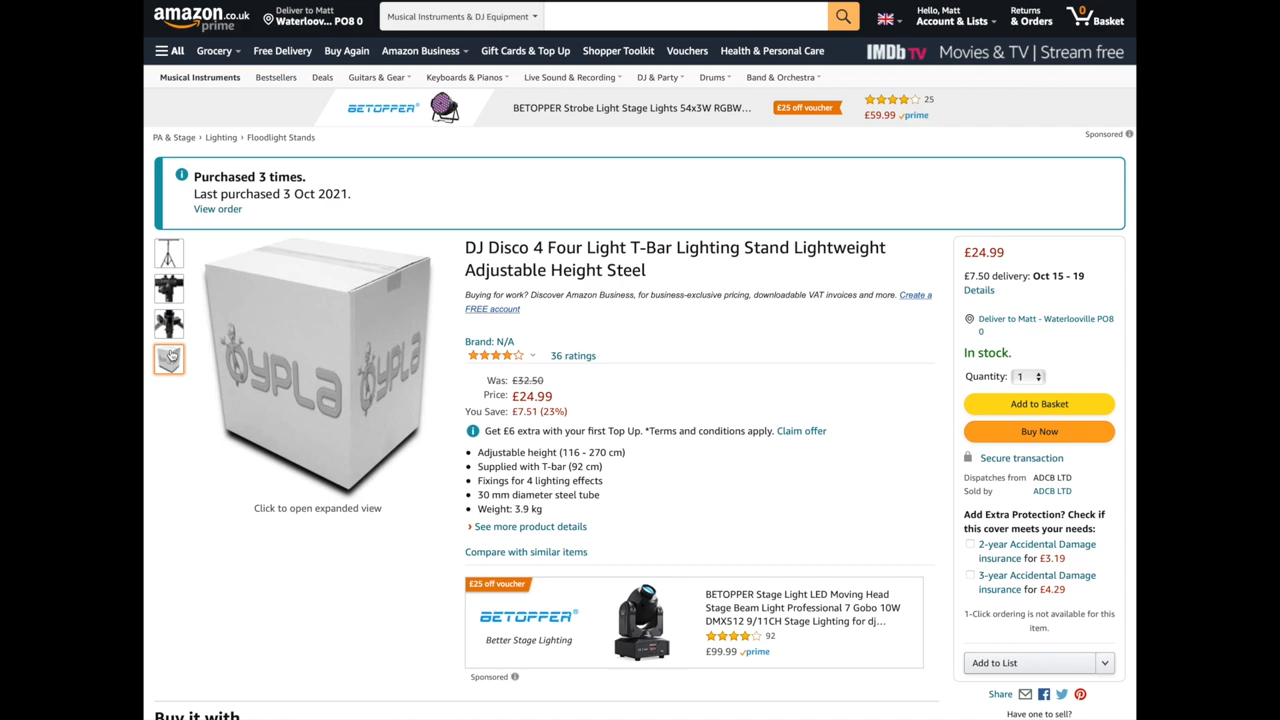 amazon.co.uk
prime
Deliver to Matt
Waterloov... PO8 0
Musical Instruments & DJ Equipment
Hello, Matt
Account & Lists
Returns
& Orders
0
Basket
All
Grocery
Free Delivery
Buy Again
Amazon Business
Gift Cards & Top Up
Shopper Toolkit
Vouchers
Health & Personal Care
IMDb TV Movies & TV | Stream free
Musical Instruments
Bestsellers
Deals
Guitars & Gear
Keyboards & Pianos
Live Sound & Recording
DJ & Party
Drums
Band & Orchestra
BETOPPER
BETOPPER Strobe Light Stage Lights 54x3W RGBW...
£25 off voucher
25
£59.99 prime
PA & Stage › Lighting › Floodlight Stands
Sponsored
Purchased 3 times.
Last purchased 3 Oct 2021.
View order
OYPLA
OYPLA
Click to open expanded view
DJ Disco 4 Four Light T-Bar Lighting Stand Lightweight
Adjustable Height Steel
Buying for work? Discover Amazon Business, for business-exclusive pricing, downloadable VAT invoices and more. Create a
FREE account
Brand: N/A
36 ratings
Was: £32.50
Price: £24.99
You Save: £7.51 (23%)
Get £6 extra with your first Top Up. *Terms and conditions apply. Claim offer
Adjustable height (116 - 270 cm)
Supplied with T-bar (92 cm)
Fixings for 4 lighting effects
30 mm diameter steel tube
Weight: 3.9 kg
› See more product details
Compare with similar items
£25 off voucher
BETOPPER
Better Stage Lighting
BETOPPER Stage Light LED Moving Head
Stage Beam Light Professional 7 Gobo 10W
DMX512 9/11CH Stage Lighting for dj...
92
£99.99 prime
Sponsored
Buy it with
£24.99
£7.50 delivery: Oct 15 - 19
Details
Deliver to Matt - Waterlooville PO8
0
In stock.
Quantity: 1
Add to Basket
Buy Now
Secure transaction
Dispatches from ADCB LTD
Sold by ADCB LTD
Add Extra Protection? Check if
this cover meets your needs:
2-year Accidental Damage
insurance for £3.19
3-year Accidental Damage
insurance for £4.29
1-Click ordering is not available for this
item.
Add to List
Share
Have one to sell?